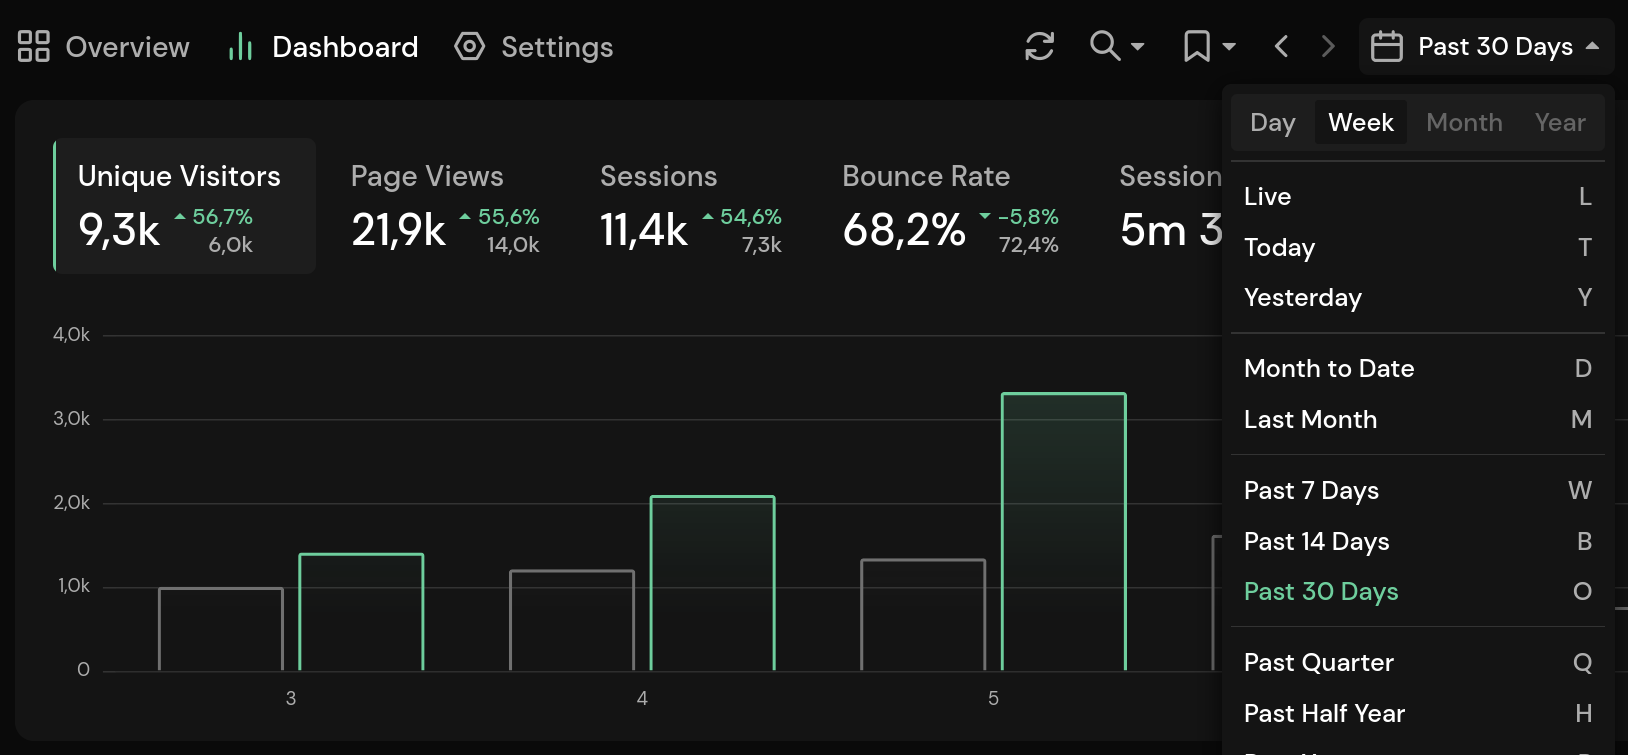 Overview Dashboard Settings Past 30 Days
Day Week Month Year
Unique Visitors
9,3k 56,7%
6,0k
Page Views
21,9k 55,6%
14,0k
Sessions
11,4k 54,6%
7,3k
Bounce Rate
68,2% -5,8%
72,4%
Session
5m 3
4,0k
3,0k
2,0k
1,0k
0
3 4 5
Live L
Today T
Yesterday Y
Month to Date D
Last Month M
Past 7 Days W
Past 14 Days B
Past 30 Days O
Past Quarter Q
Past Half Year H